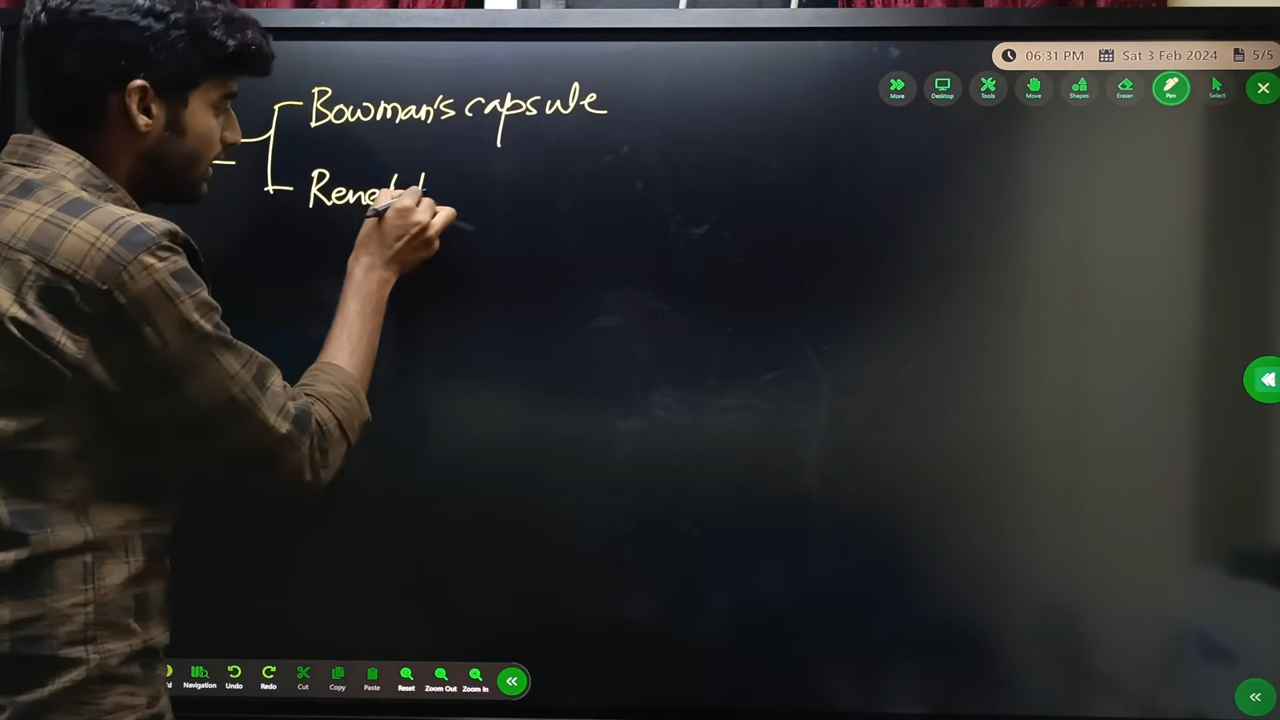 06:31 PM Sat 3 Feb 2024 5/5
More Desktop Tools Move Shapes Eraser Pen Select
Bowman's capsule
Navigation Undo Redo Cut Copy Paste Reset Zoom Out Zoom In